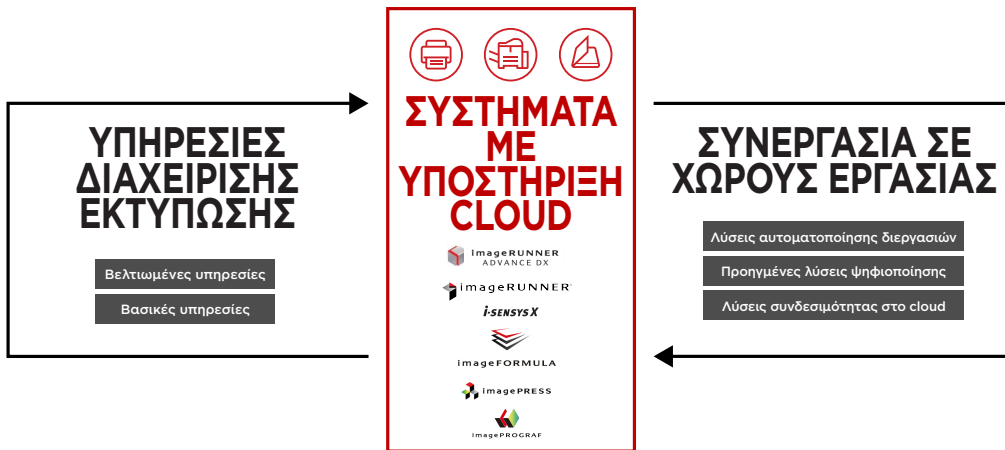 ΥΠΗΡΕΣΙΕΣ
ΔΙΑΧΕΙΡΙΣΗΣ
ΕΚΤΥΠΩΣΗΣ
Βελτιωμένες υπηρεσίες
Βασικές υπηρεσίες
ΣΥΣΤΗΜΑΤΑ
ΜΕ
ΥΠΟΣΤΗΡΙΞΗ
CLOUD
imageRUNNER
ADVANCE DX
imageRUNNER
i-SENSYS X
imageFORMULA
imagePRESS
imagePROGRAF
ΣΥΝΕΡΓΑΣΙΑ ΣΕ
ΧΩΡΟΥΣ ΕΡΓΑΣΙΑΣ
Λύσεις αυτοματοποίησης διεργασιών
Προηγμένες λύσεις ψηφιοποίησης
Λύσεις συνδεσιμότητας στο cloud